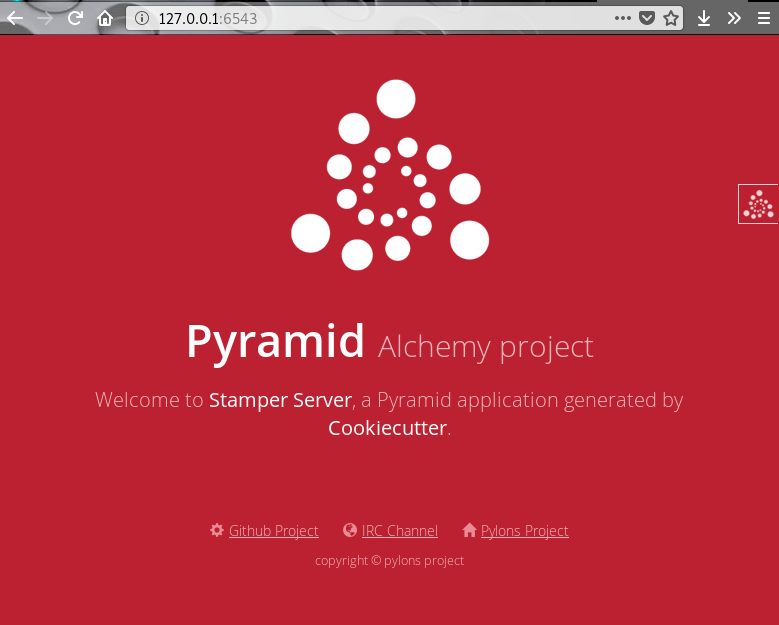 127.0.0.1:6543
Pyramid Alchemy project
Welcome to Stamper Server, a Pyramid application generated by
Cookiecutter.
Github Project IRC Channel Pylons Project
copyright © pylons project